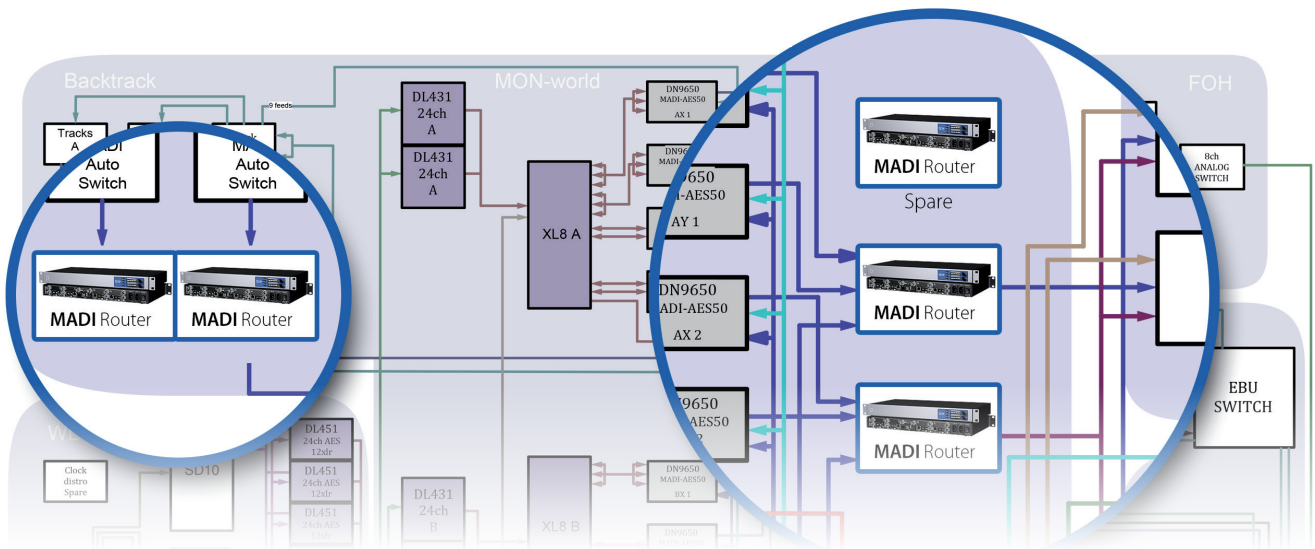 Backtrack
MON-world
FOH
9 feeds
Tracks
A
Auto
Switch
Auto
Switch
MADI Router
MADI Router
DL431
24ch
A
DL431
24ch
A
XL8 A
DN9650
MADI-AES50
AX 1
9650
AY 1
DN9650
ADI-AES50
AX 2
9650
AES50
MADI Router
Spare
MADI Router
MADI Router
8ch
ANALOG
SWITCH
EBU
SWITCH
Clock
distro
Spare
SD10
DL451
24ch AES
12xlr
DL451
24ch AES
12xlr
DL451
24ch AES
12xlr
DL431
24ch
B
XL8 B
DN9650
MADI-AES50
BX 1
DN9650
MADI-AES50